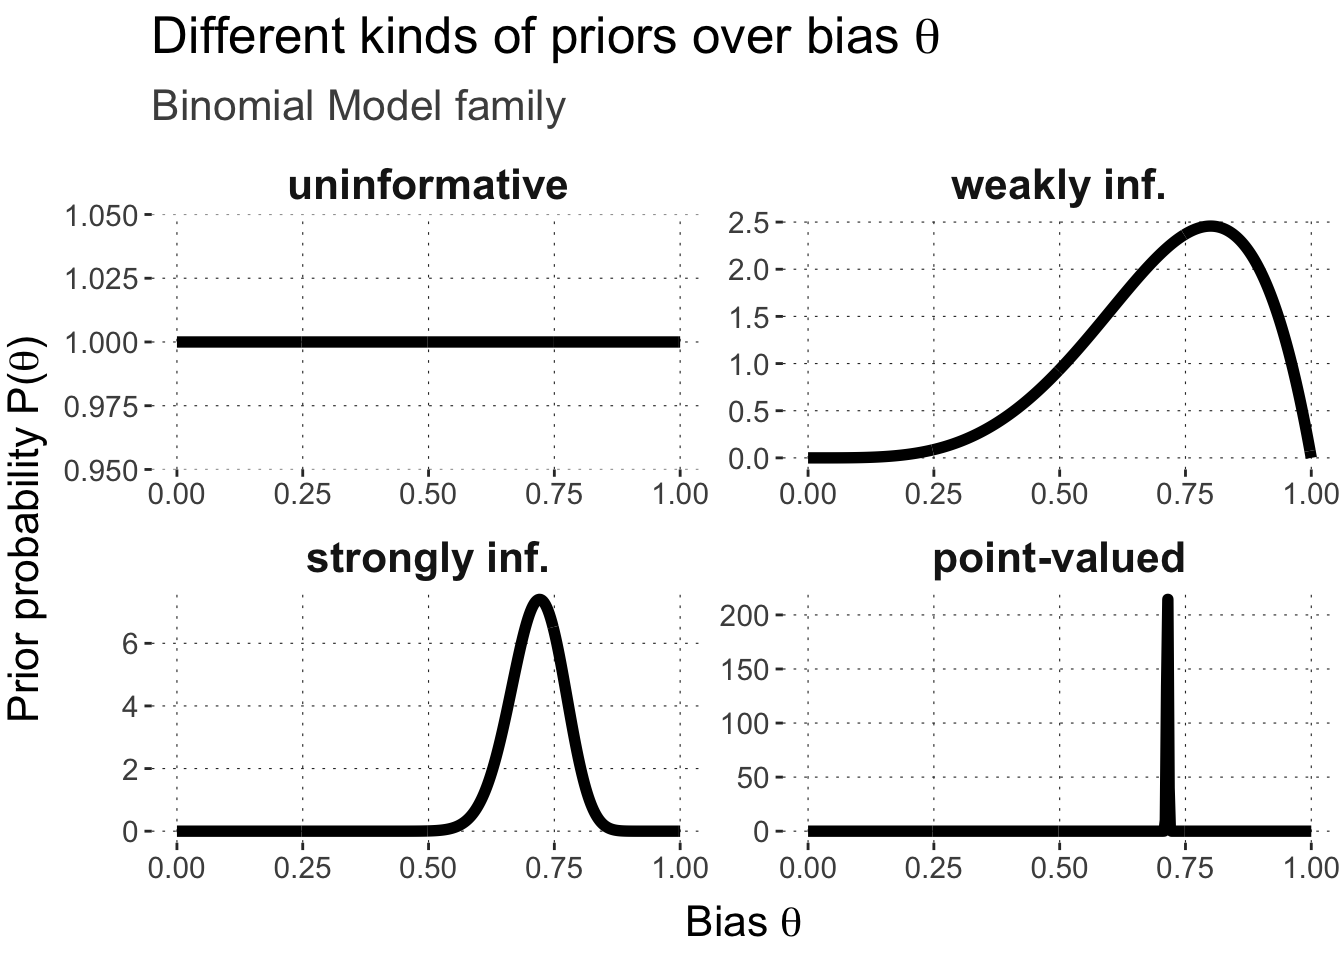 Different kinds of priors over bias θ
Binomial Model family
Prior probability P(θ)
uninformative
1.050
1.025
1.000
0.975
0.950
0.00 0.25 0.50 0.75 1.00
weakly inf.
2.5
2.0
1.5
1.0
0.5
0.0
0.00 0.25 0.50 0.75 1.00
strongly inf.
6
4
2
0
0.00 0.25 0.50 0.75 1.00
point-valued
200
150
100
50
0
0.00 0.25 0.50 0.75 1.00
Bias θ